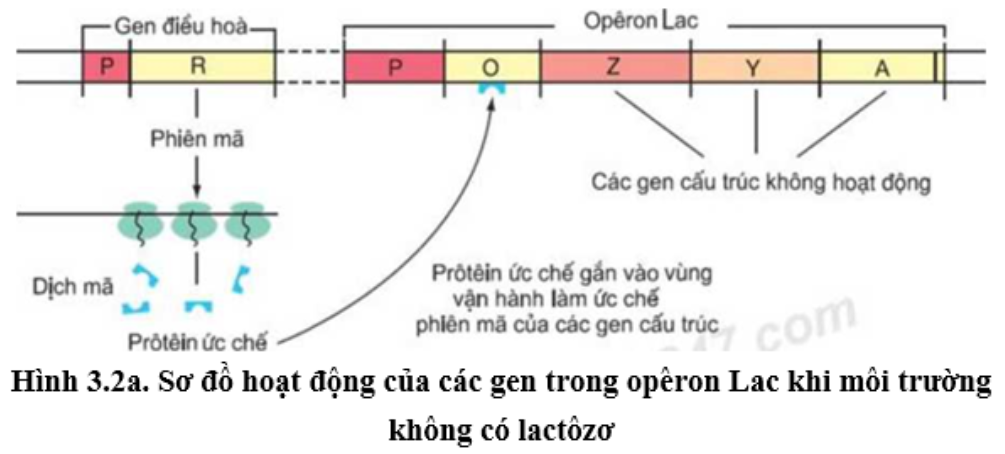 Gen điều hoà
Opêron Lac
P R P O Z Y A
Phiên mã
Các gen cấu trúc không hoạt động
Dịch mã
Prôtêin ức chế gắn vào vùng
vận hành làm ức chế
phiên mã của các gen cấu trúc
Prôtêin ức chế
247.com
Hình 3.2a. Sơ đồ hoạt động của các gen trong opêron Lac khi môi trường
không có lactôzơ